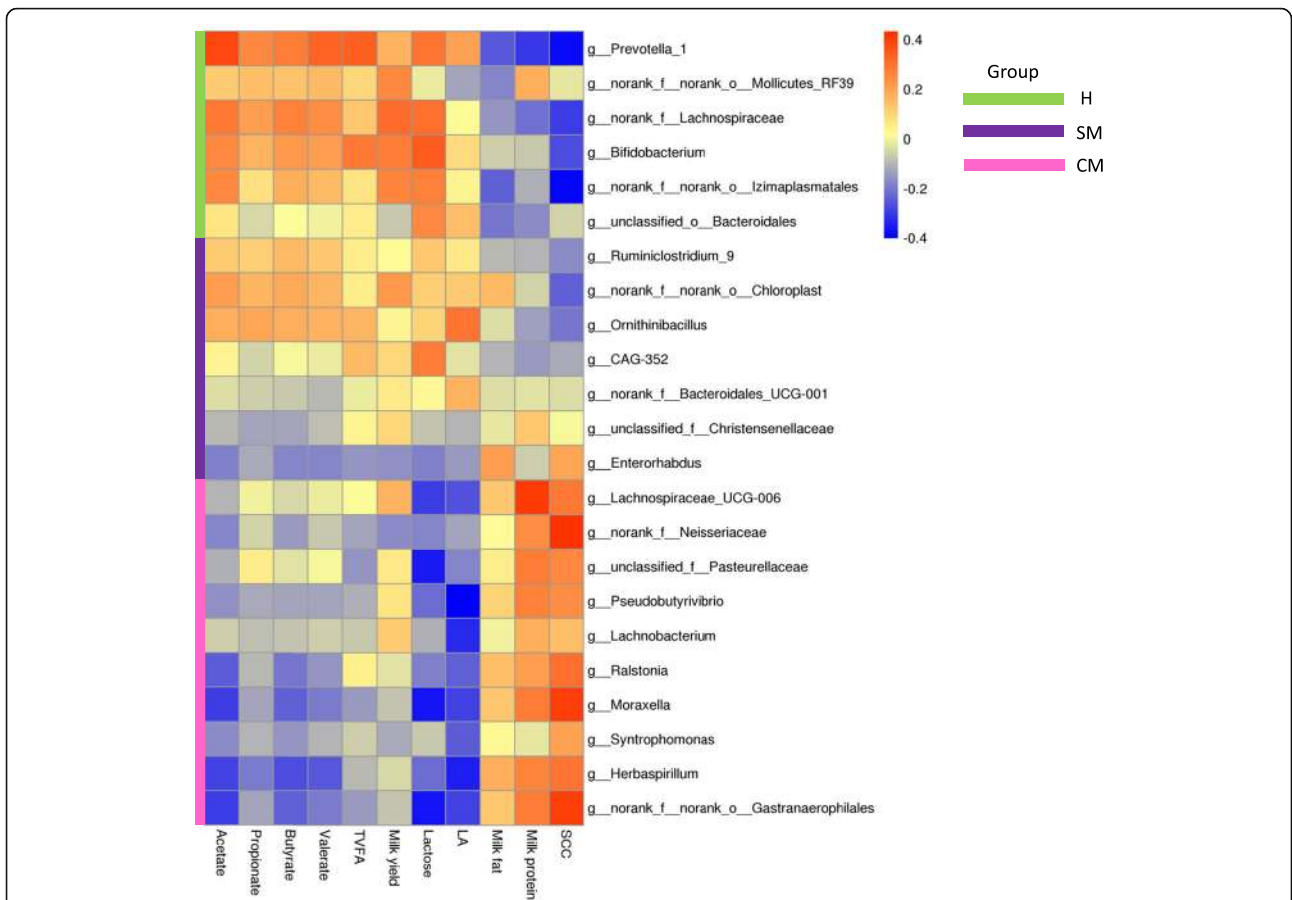 g__Prevotella_1
g__norank_f__norank_o__Mollicutes_RF39
g__norank_f__Lachnospiraceae
g__Bifidobacterium
g__norank_f__norank_o__Izimaplasmatales
g__unclassified_o__Bacteroidales
g__Ruminiclostridium_9
g__norank_f__norank_o__Chloroplast
g__Ornithinibacillus
g__CAG-352
g__norank_f__Bacteroidales_UCG-001
g__unclassified_f__Christensenellaceae
g__Enterorhabdus
g__Lachnospiraceae_UCG-006
g__norank_f__Neisseriaceae
g__unclassified_f__Pasteurellaceae
g__Pseudobutyrivibrio
g__Lachnobacterium
g__Ralstonia
g__Moraxella
g__Syntrophomonas
g__Herbaspirillum
g__norank_f__norank_o__Gastranaerophilales
Acetate
Propionate
Butyrate
Valerate
TVFA
Milk yield
Lactose
LA
Milk fat
Milk protein
SCC
0.4
0.2
0
-0.2
-0.4
Group
H
SM
CM